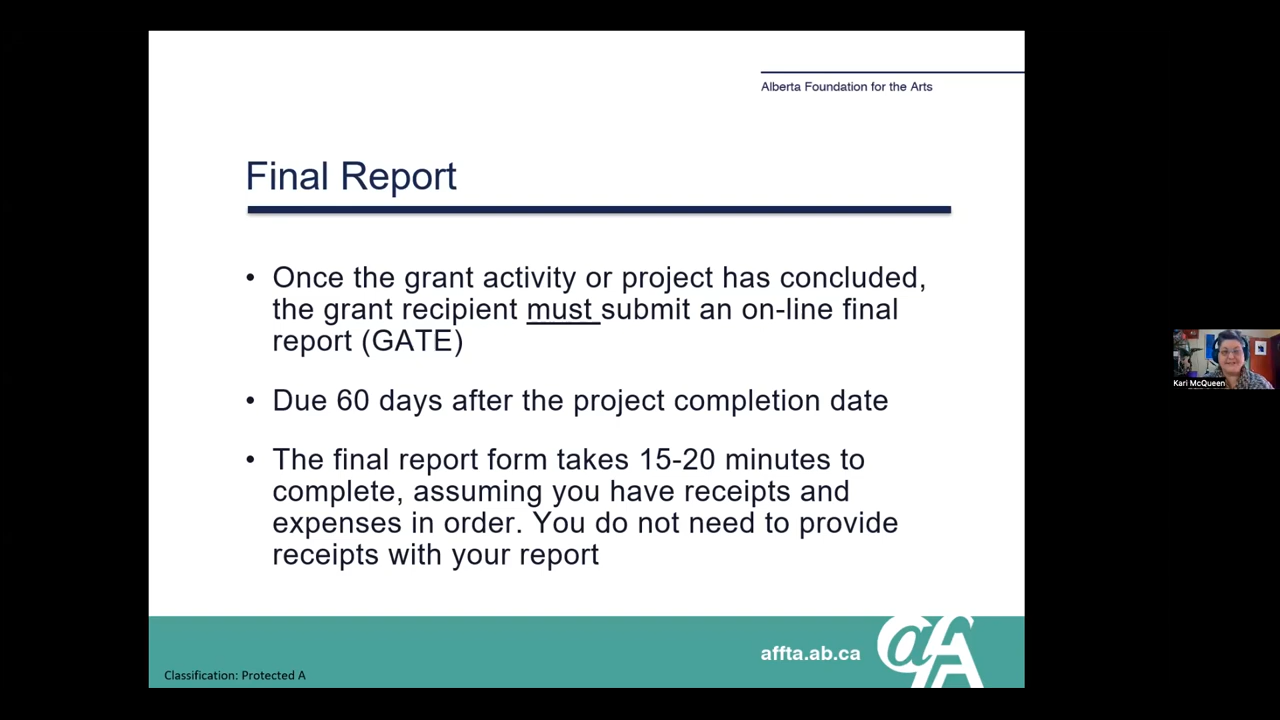 Alberta Foundation for the Arts
Final Report
• Once the grant activity or project has concluded,
the grant recipient must submit an on-line final
report (GATE)
• Due 60 days after the project completion date
• The final report form takes 15-20 minutes to
complete, assuming you have receipts and
expenses in order. You do not need to provide
receipts with your report
Kari McQueen
affta.ab.ca
afA
Classification: Protected A